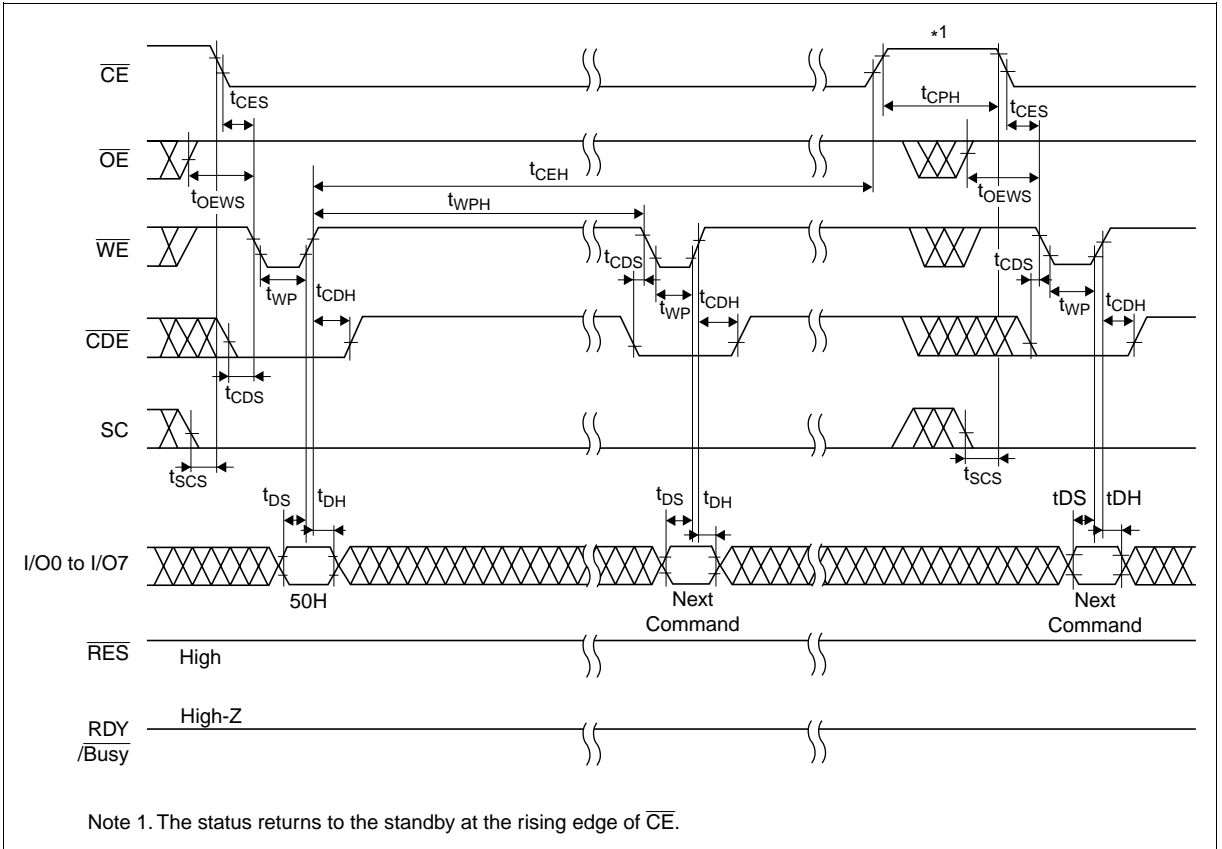 *1
CE
tCES
tCPH
tCES
OE
tOEWS
tCEH
tOEWS
tWPH
WE
tCDS
tCDS
tWP
tCDH
tWP
tCDH
tWP
tCDH
CDE
tCDS
SC
tSCS
tSCS
tDS
tDH
tDS
tDH
tDS
tDH
I/O0 to I/O7
50H
Next
Command
Next
Command
RES
High
RDY
/Busy
High-Z
Note 1. The status returns to the standby at the rising edge of CE.